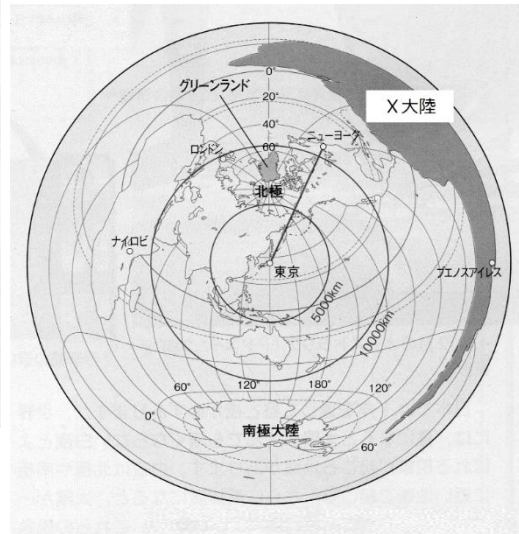 0°
グリーンランド
20°
X大陸
40°
60°
ニューヨーク
ロンドン
北極
ナイロビ
東京
ブエノスアイレス
5000km
10000km
60°
120°
180°
120°
0°
南極大陸
60°